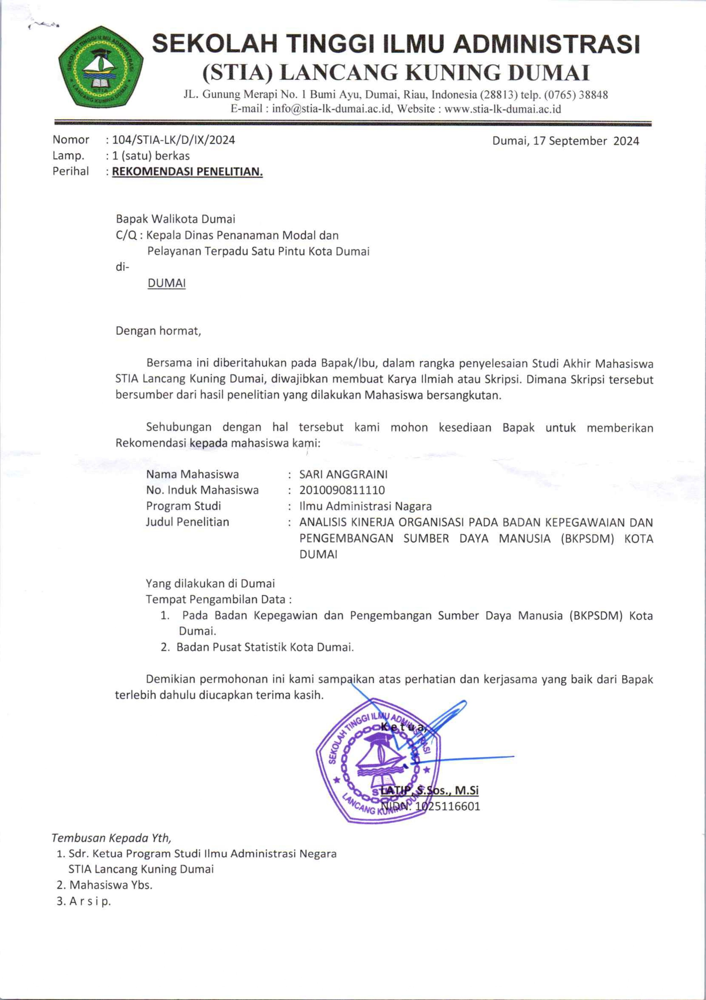 SEKOLAH TINGGI ILMU ADMINISTRASI
(STIA) LANCANG KUNING DUMAI
JL. Gunung Merapi No. 1 Bumi Ayu, Dumai, Riau, Indonesia (28813) telp. (0765) 38848
E-mail : info@stia-lk-dumai.ac.id, Website : www.stia-lk-dumai.ac.id
SEKOLAH TINGGI ILMU ADMINISTRASI
STIA
LANCANG KUNING DUMAI
Nomor : 104/STIA-LK/D/IX/2024
Dumai, 17 September 2024
Lamp. : 1 (satu) berkas
Perihal : REKOMENDASI PENELITIAN.
Bapak Walikota Dumai
C/Q : Kepala Dinas Penanaman Modal dan
Pelayanan Terpadu Satu Pintu Kota Dumai
di-
DUMAI
Dengan hormat,
Bersama ini diberitahukan pada Bapak/Ibu, dalam rangka penyelesaian Studi Akhir Mahasiswa
STIA Lancang Kuning Dumai, diwajibkan membuat Karya Ilmiah atau Skripsi. Dimana Skripsi tersebut
bersumber dari hasil penelitian yang dilakukan Mahasiswa bersangkutan.
Sehubungan dengan hal tersebut kami mohon kesediaan Bapak untuk memberikan
Rekomendasi kepada mahasiswa kami:
Nama Mahasiswa : SARI ANGGRAINI
No. Induk Mahasiswa : 2010090811110
Program Studi : Ilmu Administrasi Nagara
Judul Penelitian : ANALISIS KINERJA ORGANISASI PADA BADAN KEPEGAWAIAN DAN
PENGEMBANGAN SUMBER DAYA MANUSIA (BKPSDM) KOTA
DUMAI
Yang dilakukan di Dumai
Tempat Pengambilan Data :
1. Pada Badan Kepegawian dan Pengembangan Sumber Daya Manusia (BKPSDM) Kota
Dumai.
2. Badan Pusat Statistik Kota Dumai.
Demikian permohonan ini kami sampaikan atas perhatian dan kerjasama yang baik dari Bapak
terlebih dahulu diucapkan terima kasih.
K e t u a,
SEKOLAH TINGGI ILMU ADMINISTRASI
STIA
LANCANG KUNING DUMAI
LATIP, S.Sos., M.Si
NIDN. 1025116601
Tembusan Kepada Yth,
1. Sdr. Ketua Program Studi Ilmu Administrasi Negara
STIA Lancang Kuning Dumai
2. Mahasiswa Ybs.
3. A r s i p.